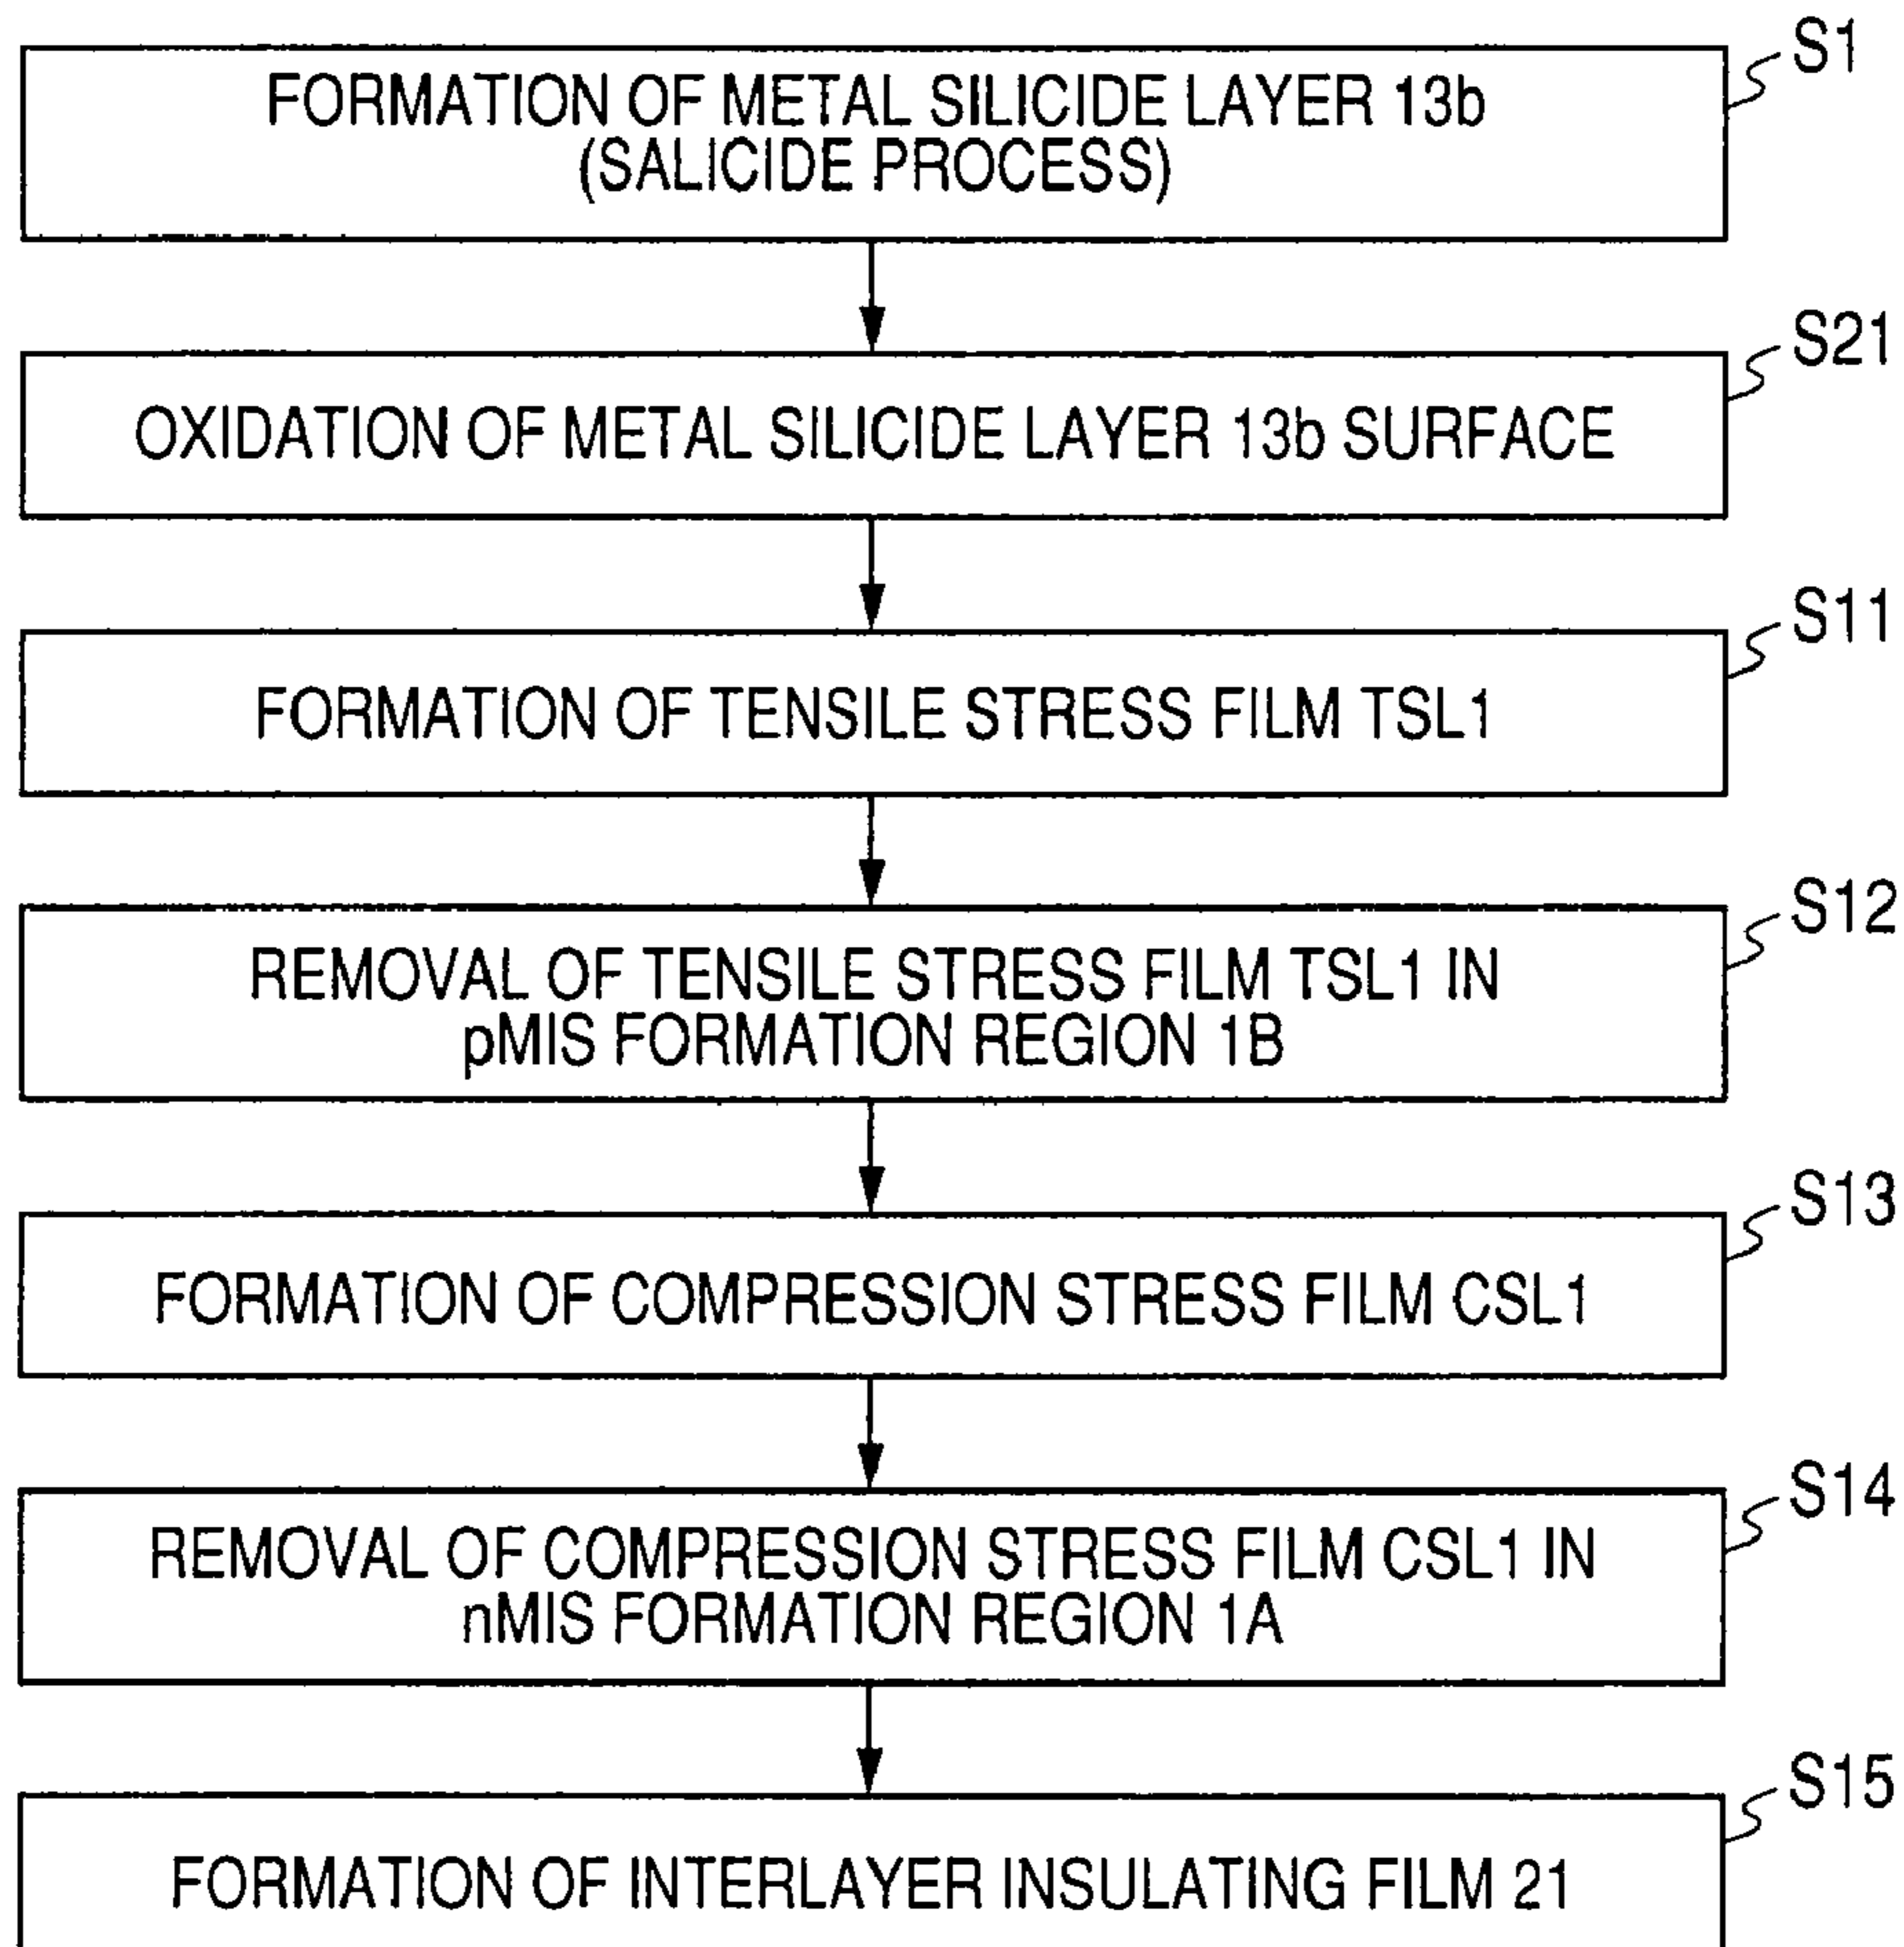 S1
FORMATION OF METAL SILICIDE LAYER 13b
(SALICIDE PROCESS)
S21
OXIDATION OF METAL SILICIDE LAYER 13b SURFACE
S11
FORMATION OF TENSILE STRESS FILM TSL1
S12
REMOVAL OF TENSILE STRESS FILM TSL1 IN
pMIS FORMATION REGION 1B
S13
FORMATION OF COMPRESSION STRESS FILM CSL1
S14
REMOVAL OF COMPRESSION STRESS FILM CSL1 IN
nMIS FORMATION REGION 1A
S15
FORMATION OF INTERLAYER INSULATING FILM 21